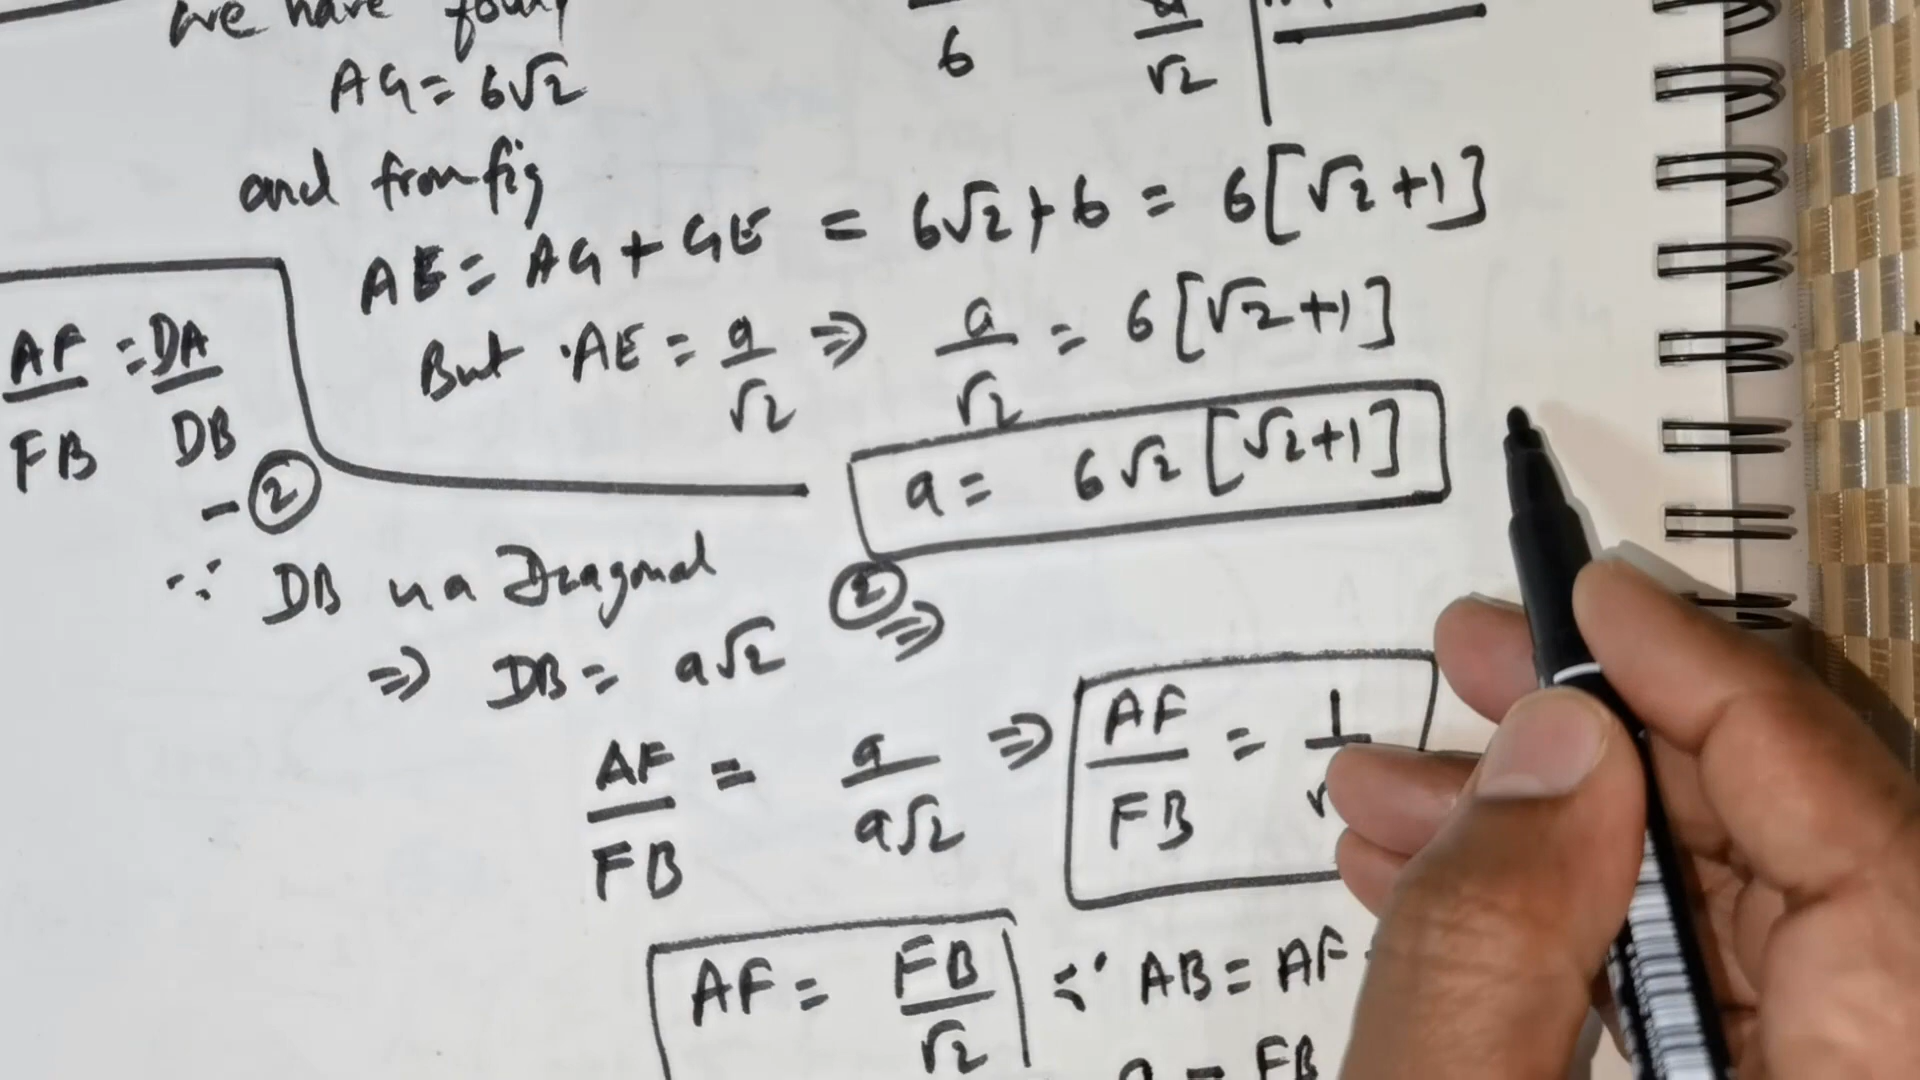 we have
AG = 6√2
6
√2
and from fig
AE = AG + GE = 6√2 + 6 = 6[√2+1]
But AE = a/√2 ⇒ a/√2 = 6[√2+1]
AF/FB = DA/DB
- ②
a = 6√2 [√2+1]
∵ DB is a Diagonal
②⇒
⇒ DB = a√2
AF/FB = a/a√2 ⇒ AF/FB = 1/
AF = FB/√2 ∵ AB = AF
a = FB